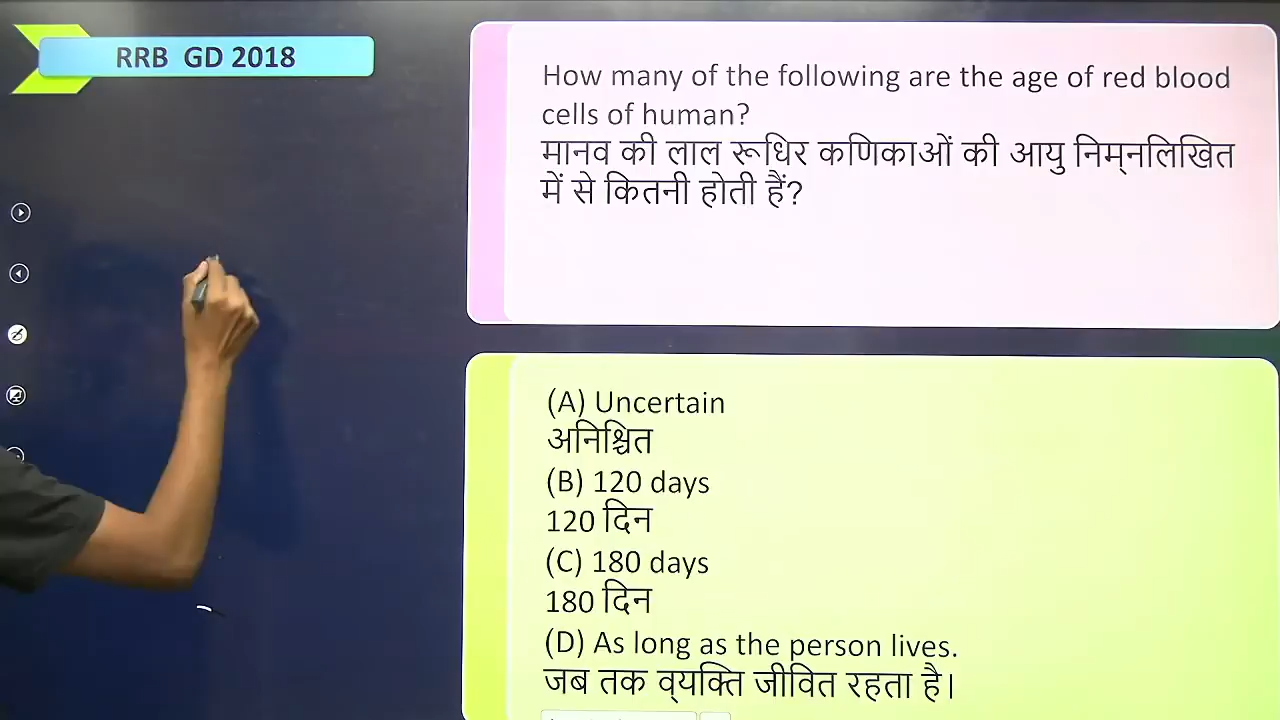 RRB GD 2018
How many of the following are the age of red blood
cells of human?
मानव की लाल रूधिर कणिकाओं की आयु निम्नलिखित
में से कितनी होती हैं?
(A) Uncertain
अनिश्चित
(B) 120 days
120 दिन
(C) 180 days
180 दिन
(D) As long as the person lives.
जब तक व्यक्ति जीवित रहता है।